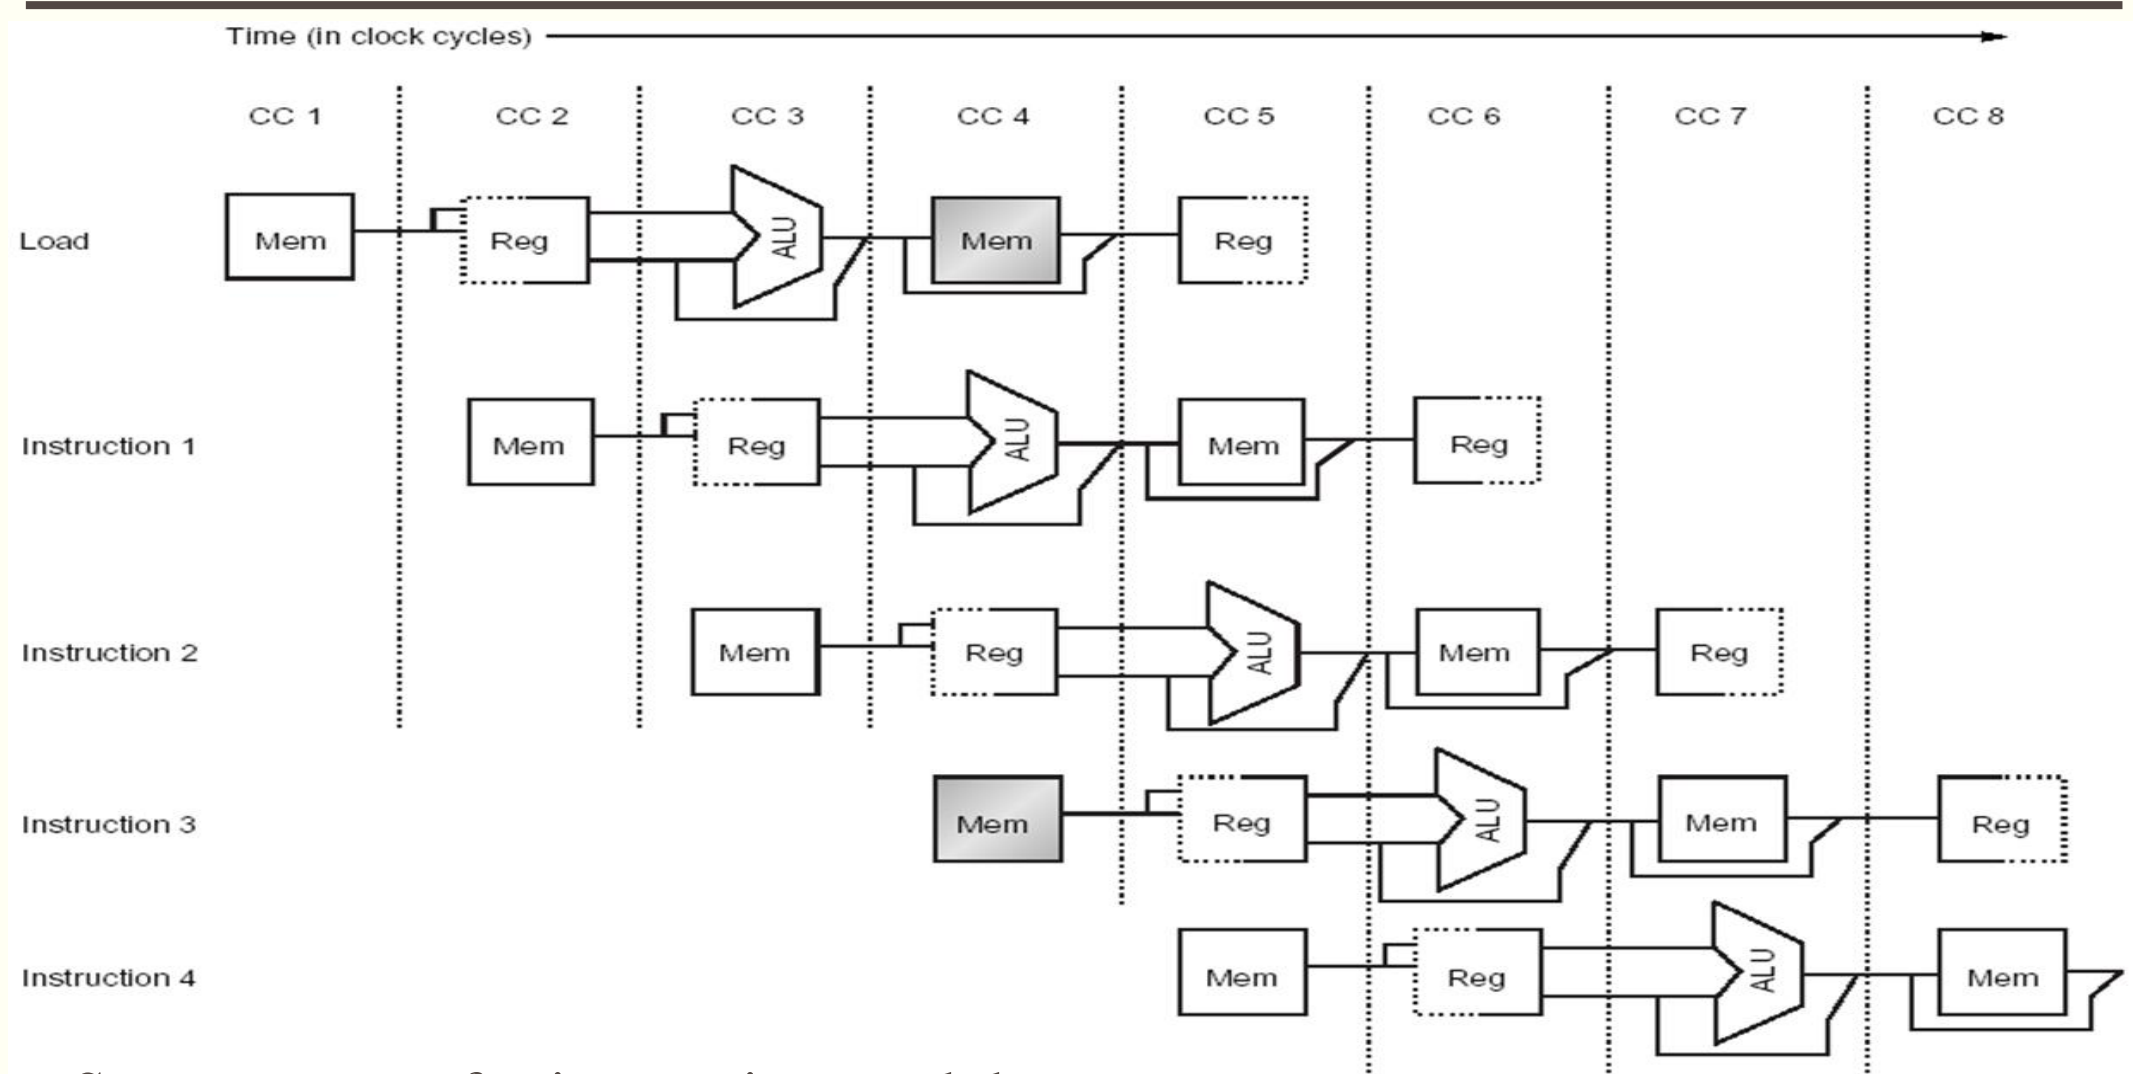 Time (in clock cycles)
CC 1 CC 2 CC 3 CC 4 CC 5 CC 6 CC 7 CC 8
Load Mem Reg ALU Mem Reg
Instruction 1 Mem Reg ALU Mem Reg
Instruction 2 Mem Reg ALU Mem Reg
Instruction 3 Mem Reg ALU Mem Reg
Instruction 4 Mem Reg ALU Mem